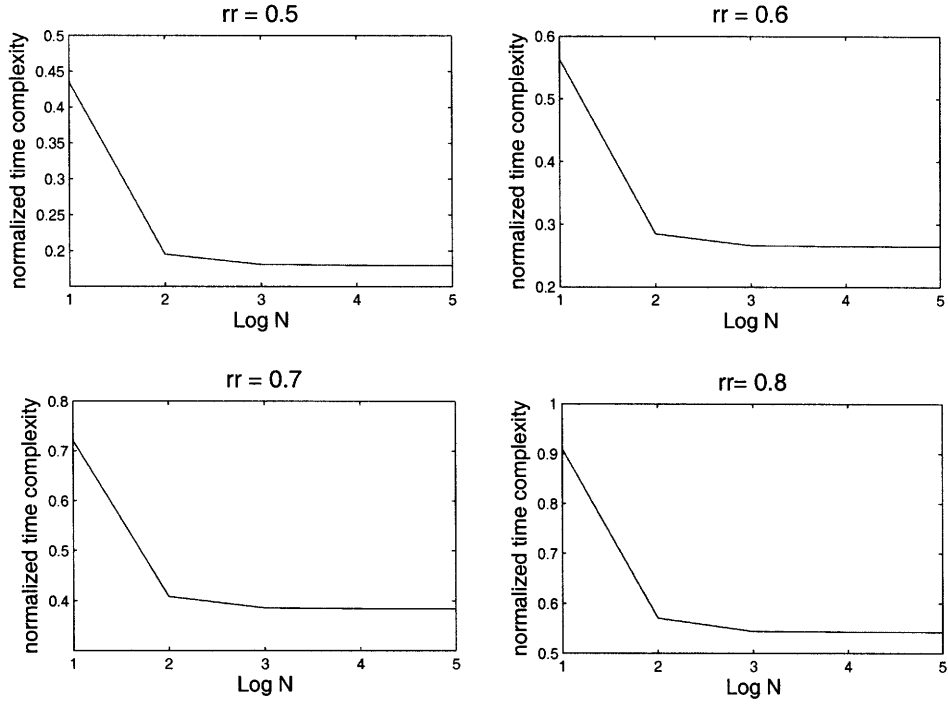 rr = 0.5
normalized time complexity
0.5
0.45
0.4
0.35
0.3
0.25
0.2
1 2 3 4 5
Log N
rr = 0.6
normalized time complexity
0.6
0.5
0.4
0.3
0.2
1 2 3 4 5
Log N
rr = 0.7
normalized time complexity
0.8
0.7
0.6
0.5
0.4
1 2 3 4 5
Log N
rr= 0.8
normalized time complexity
1
0.9
0.8
0.7
0.6
0.5
1 2 3 4 5
Log N